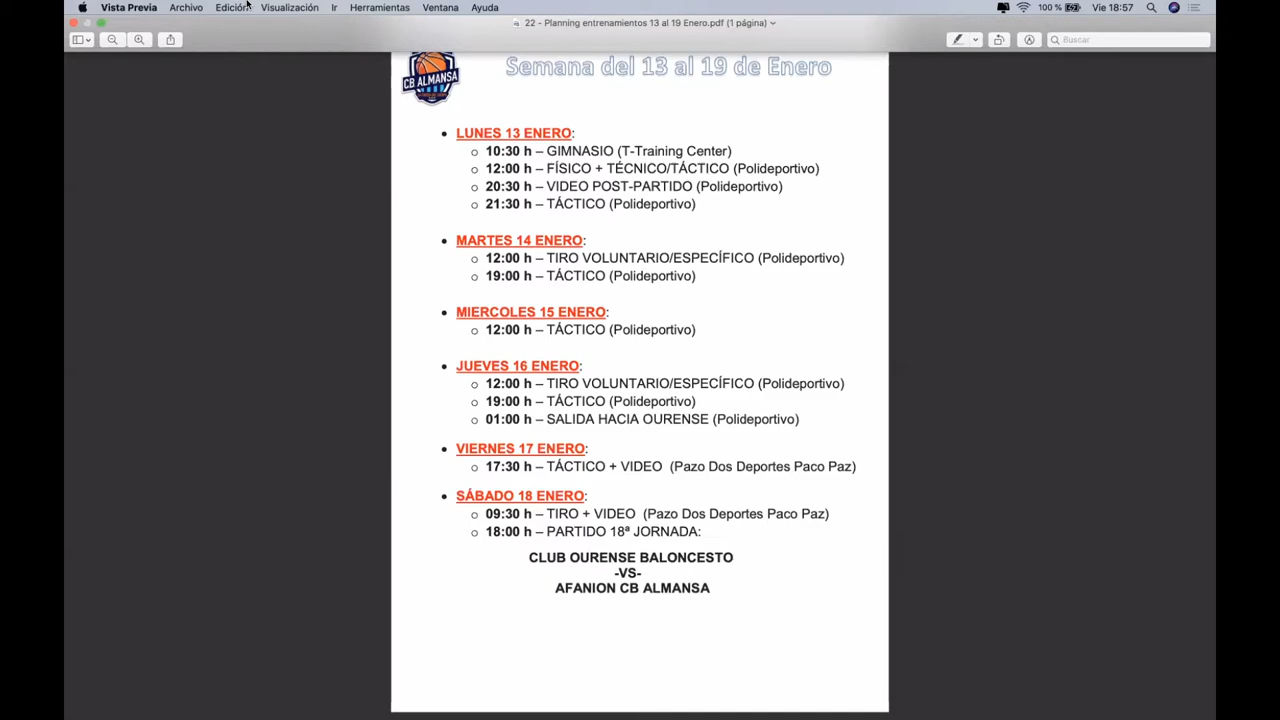 Vista Previa Archivo Edición Visualización Ir Herramientas Ventana Ayuda 100 % Vie 18:57
22 - Planning entrenamientos 13 al 19 Enero.pdf (1 página)
Buscar
CB ALMANSA
Semana del 13 al 19 de Enero
• LUNES 13 ENERO:
○ 10:30 h – GIMNASIO (T-Training Center)
○ 12:00 h – FÍSICO + TÉCNICO/TÁCTICO (Polideportivo)
○ 20:30 h – VIDEO POST-PARTIDO (Polideportivo)
○ 21:30 h – TÁCTICO (Polideportivo)
• MARTES 14 ENERO:
○ 12:00 h – TIRO VOLUNTARIO/ESPECÍFICO (Polideportivo)
○ 19:00 h – TÁCTICO (Polideportivo)
• MIERCOLES 15 ENERO:
○ 12:00 h – TÁCTICO (Polideportivo)
• JUEVES 16 ENERO:
○ 12:00 h – TIRO VOLUNTARIO/ESPECÍFICO (Polideportivo)
○ 19:00 h – TÁCTICO (Polideportivo)
○ 01:00 h – SALIDA HACIA OURENSE (Polideportivo)
• VIERNES 17 ENERO:
○ 17:30 h – TÁCTICO + VIDEO (Pazo Dos Deportes Paco Paz)
• SÁBADO 18 ENERO:
○ 09:30 h – TIRO + VIDEO (Pazo Dos Deportes Paco Paz)
○ 18:00 h – PARTIDO 18ª JORNADA:
CLUB OURENSE BALONCESTO
-VS-
AFANION CB ALMANSA